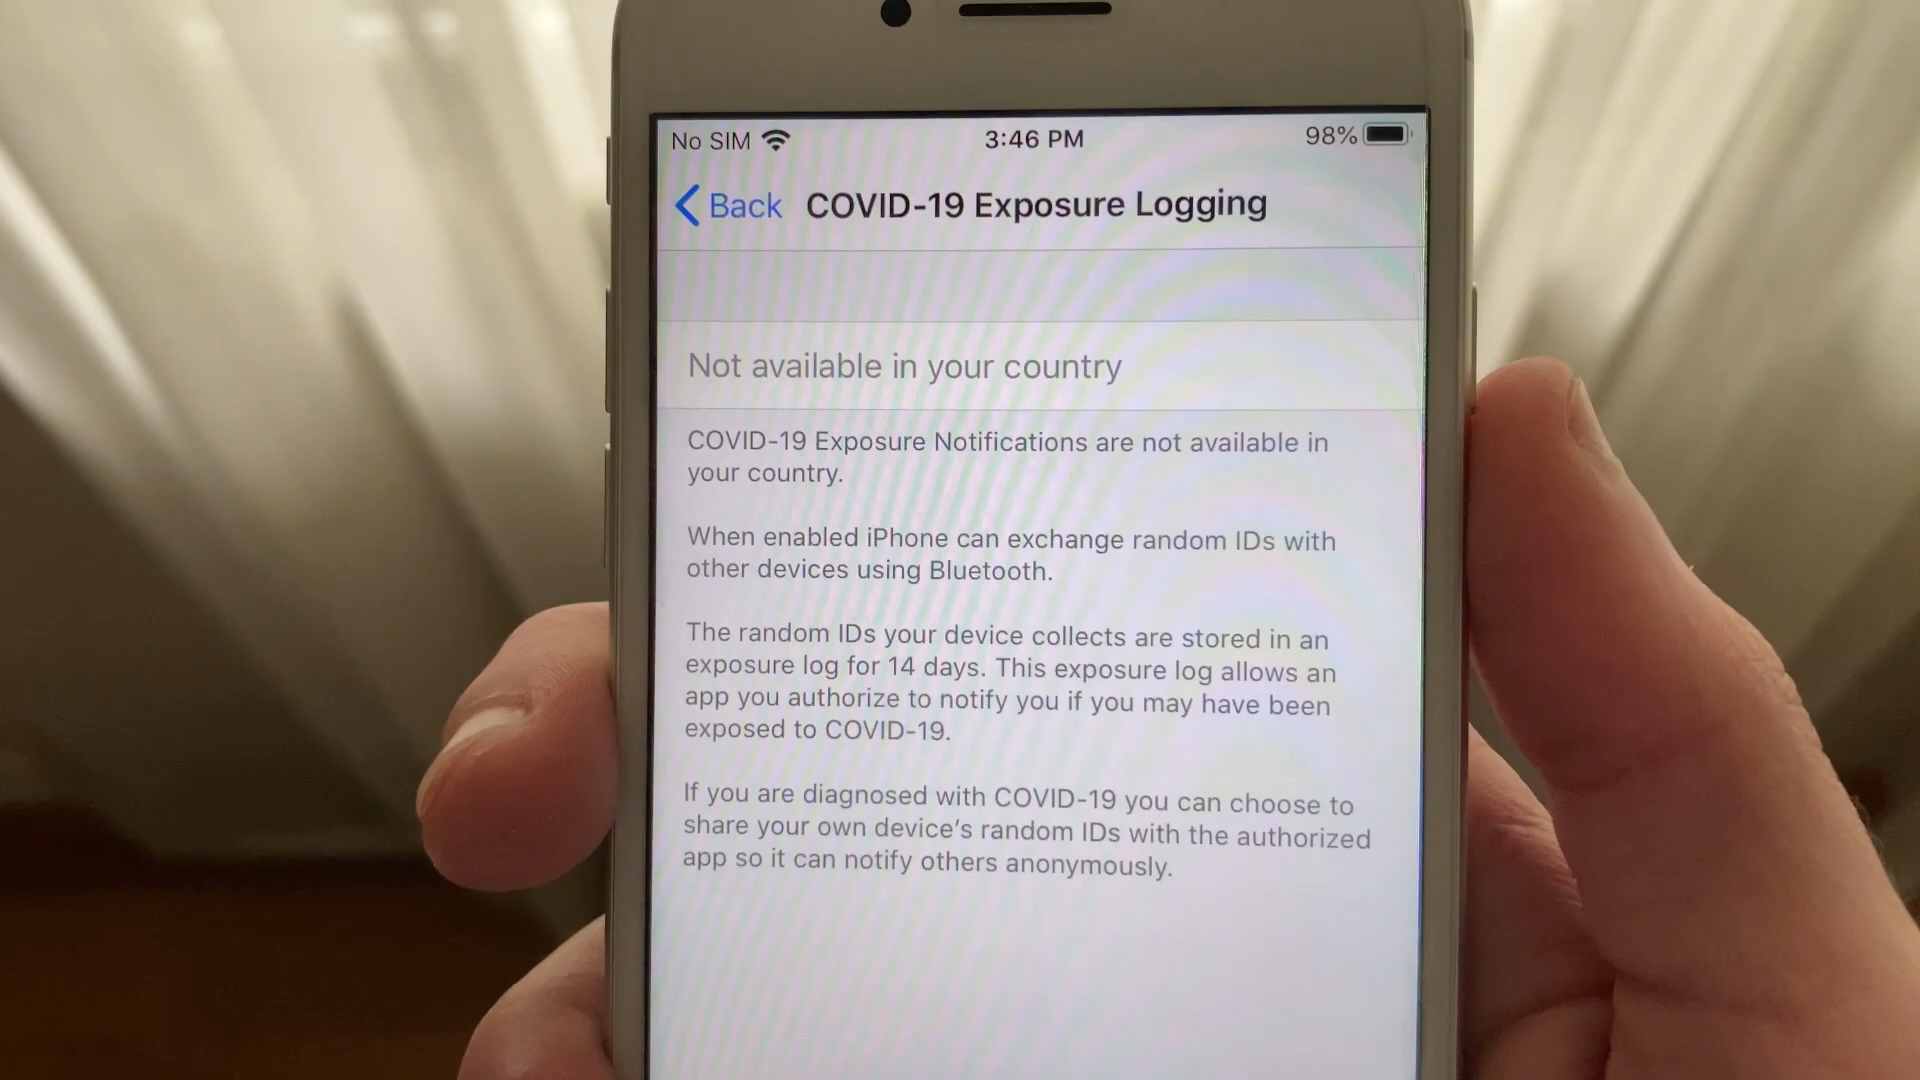 No SIM 3:46 PM 98%
Back COVID-19 Exposure Logging
Not available in your country
COVID-19 Exposure Notifications are not available in
your country.
When enabled iPhone can exchange random IDs with
other devices using Bluetooth.
The random IDs your device collects are stored in an
exposure log for 14 days. This exposure log allows an
app you authorize to notify you if you may have been
exposed to COVID-19.
If you are diagnosed with COVID-19 you can choose to
share your own device’s random IDs with the authorized
app so it can notify others anonymously.